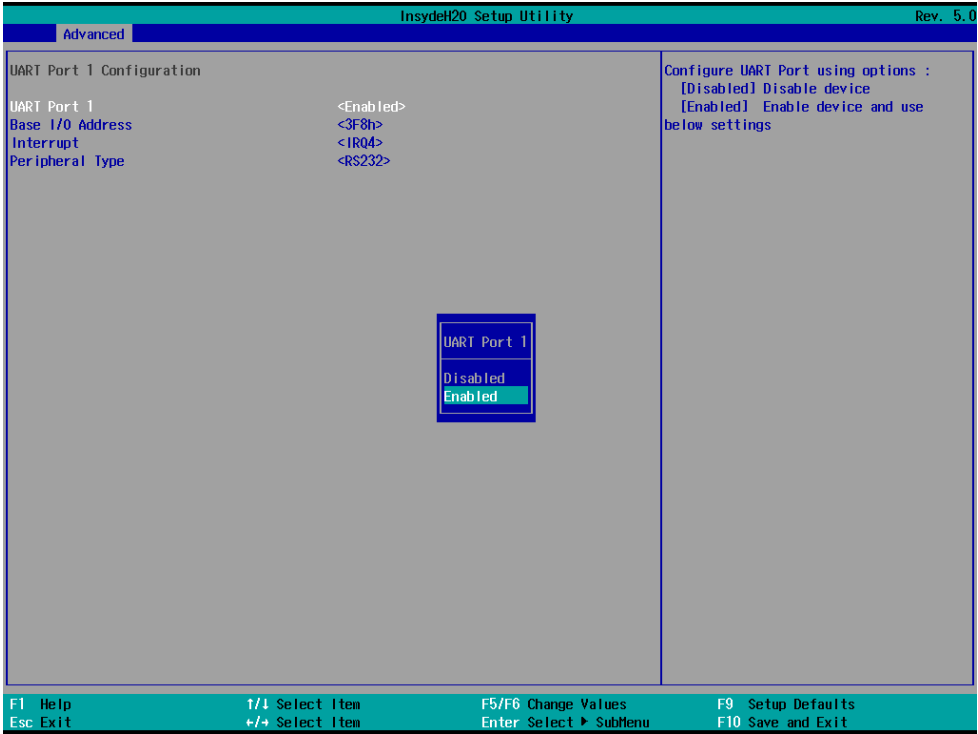 InsydeH20 Setup Utility Rev. 5.0
Advanced
UART Port 1 Configuration
UART Port 1 <Enabled>
Base I/O Address <3F8h>
Interrupt <IRQ4>
Peripheral Type <RS232>
Configure UART Port using options :
[Disabled] Disable device
[Enabled] Enable device and use
below settings
UART Port 1
Disabled
Enabled
F1 Help ↑/↓ Select Item F5/F6 Change Values F9 Setup Defaults
Esc Exit ←/→ Select Item Enter Select ▶ SubMenu F10 Save and Exit